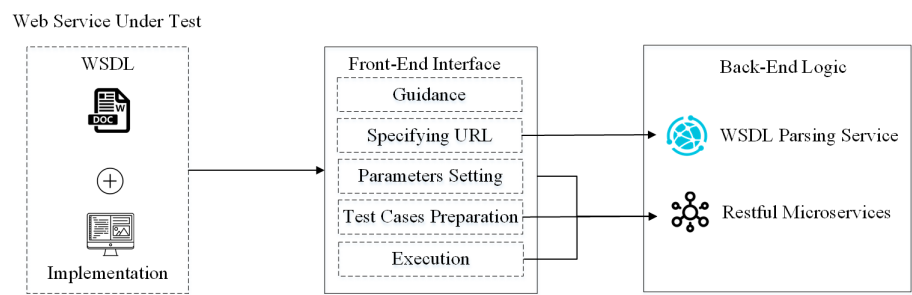 Web Service Under Test
WSDL
W
DOC
Implementation
Front-End Interface
Guidance
Specifying URL
Parameters Setting
Test Cases Preparation
Execution
Back-End Logic
WSDL Parsing Service
Restful Microservices